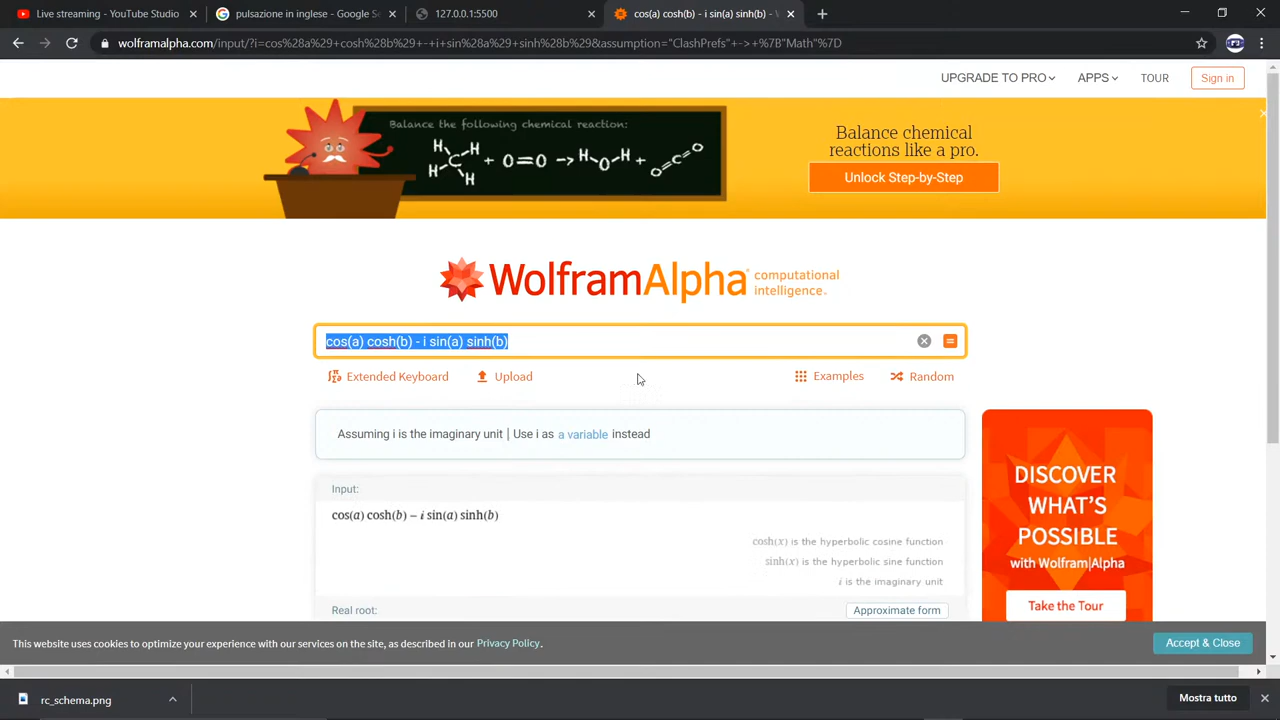 Live streaming - YouTube Studio
pulsazione in inglese - Google Se
127.0.0.1:5500
cos(a) cosh(b) - i sin(a) sinh(b) - W
wolframalpha.com/input/?i=cos%28a%29+cosh%28b%29+-+i+sin%28a%29+sinh%28b%29&assumption="ClashPrefs"+->+%7B"Math"%7D
UPGRADE TO PRO
APPS
TOUR
Sign in
Balance the following chemical reaction:
H H C H H + O=O → H O H + O=C=O
Balance chemical
reactions like a pro.
Unlock Step-by-Step
WolframAlpha computational
intelligence™
cos(a) cosh(b) - i sin(a) sinh(b)
=
Extended Keyboard
Upload
Examples
Random
Assuming i is the imaginary unit | Use i as a variable instead
Input:
cos(a) cosh(b) – i sin(a) sinh(b)
cosh(x) is the hyperbolic cosine function
sinh(x) is the hyperbolic sine function
i is the imaginary unit
Real root:
Approximate form
DISCOVER
WHAT'S
POSSIBLE
with Wolfram|Alpha
Take the Tour
This website uses cookies to optimize your experience with our services on the site, as described in our Privacy Policy.
Accept & Close
rc_schema.png
Mostra tutto